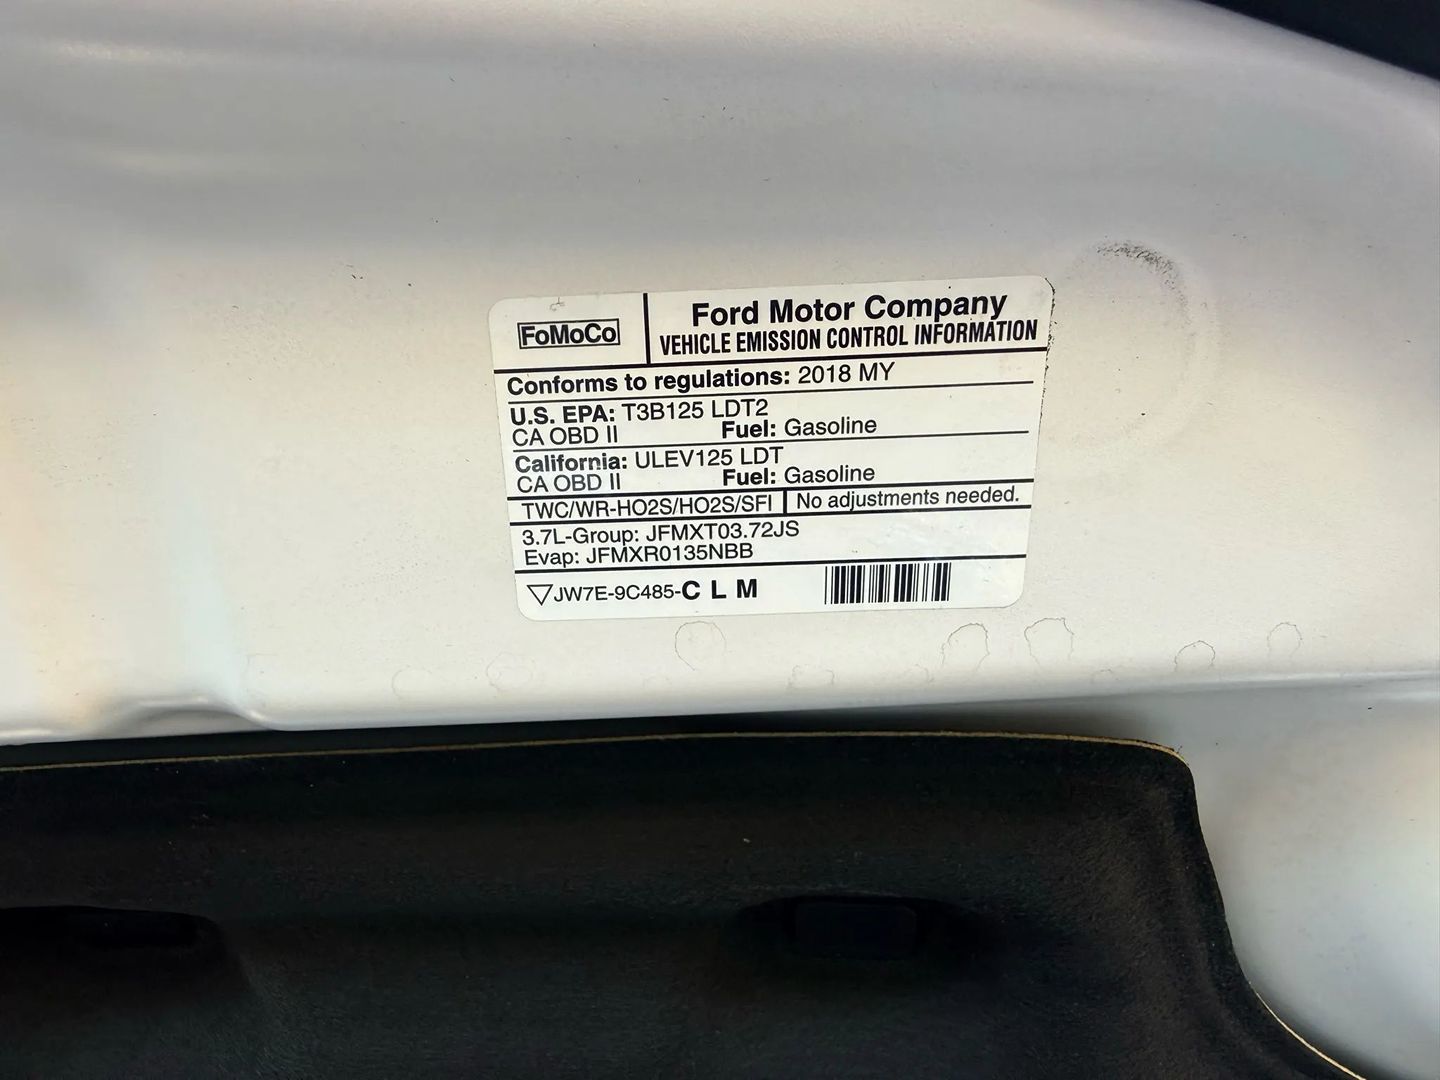 FoMoCo
Ford Motor Company
VEHICLE EMISSION CONTROL INFORMATION
Conforms to regulations: 2018 MY
U.S. EPA: T3B125 LDT2
CA OBD II Fuel: Gasoline
California: ULEV125 LDT
CA OBD II Fuel: Gasoline
TWC/WR-HO2S/HO2S/SFI No adjustments needed.
3.7L-Group: JFMXT03.72JS
Evap: JFMXR0135NBB
JW7E-9C485-C L M